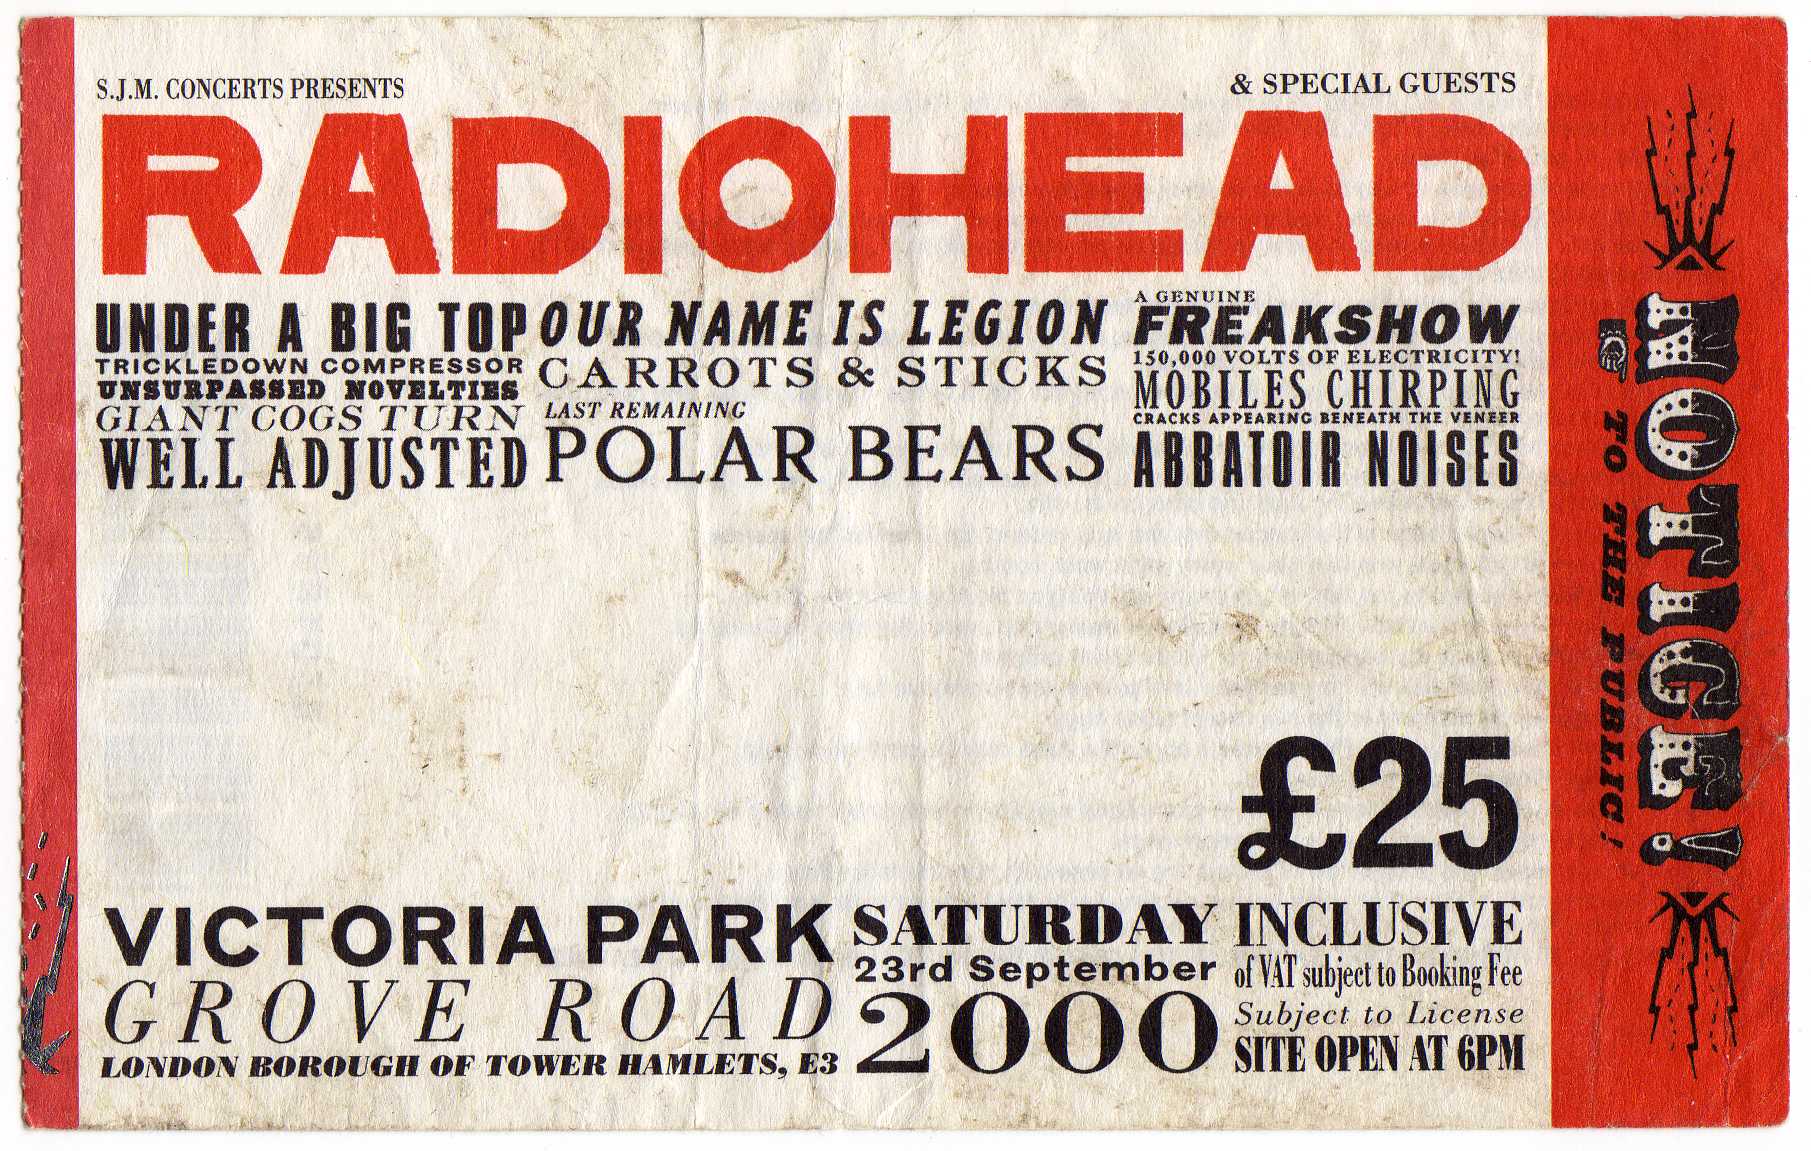 S.J.M. CONCERTS PRESENTS
& SPECIAL GUESTS
RADIOHEAD
UNDER A BIG TOP
TRICKLEDOWN COMPRESSOR
UNSURPASSED NOVELTIES
GIANT COGS TURN
WELL ADJUSTED
OUR NAME IS LEGION
CARROTS & STICKS
LAST REMAINING
POLAR BEARS
A GENUINE
FREAKSHOW
150,000 VOLTS OF ELECTRICITY!
MOBILES CHIRPING
CRACKS APPEARING BENEATH THE VENEER
ABBATOIR NOISES
£25
VICTORIA PARK
GROVE ROAD
LONDON BOROUGH OF TOWER HAMLETS, E3
SATURDAY
23rd September
2000
INCLUSIVE
of VAT subject to Booking Fee
Subject to License
SITE OPEN AT 6PM
NOTICE!
TO THE PUBLIC!